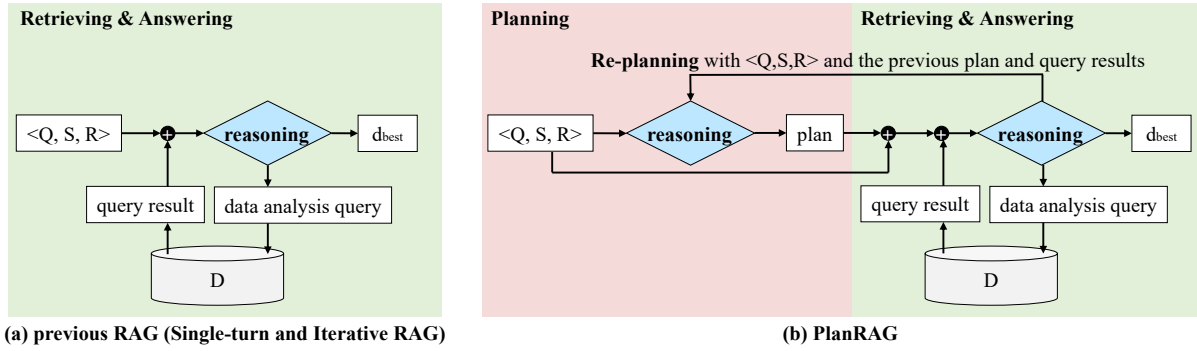 Retrieving & Answering
<Q, S, R>
reasoning
dbest
query result
data analysis query
D
(a) previous RAG (Single-turn and Iterative RAG)
Planning
Retrieving & Answering
Re-planning with <Q,S,R> and the previous plan and query results
<Q, S, R>
reasoning
plan
reasoning
dbest
query result
data analysis query
D
(b) PlanRAG